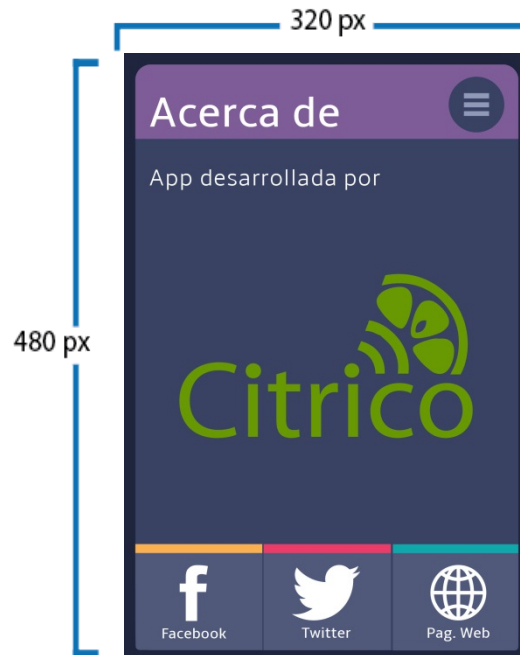 320 px
480 px
Acerca de
App desarrollada por
Citrico
Facebook
Twitter
Pag. Web